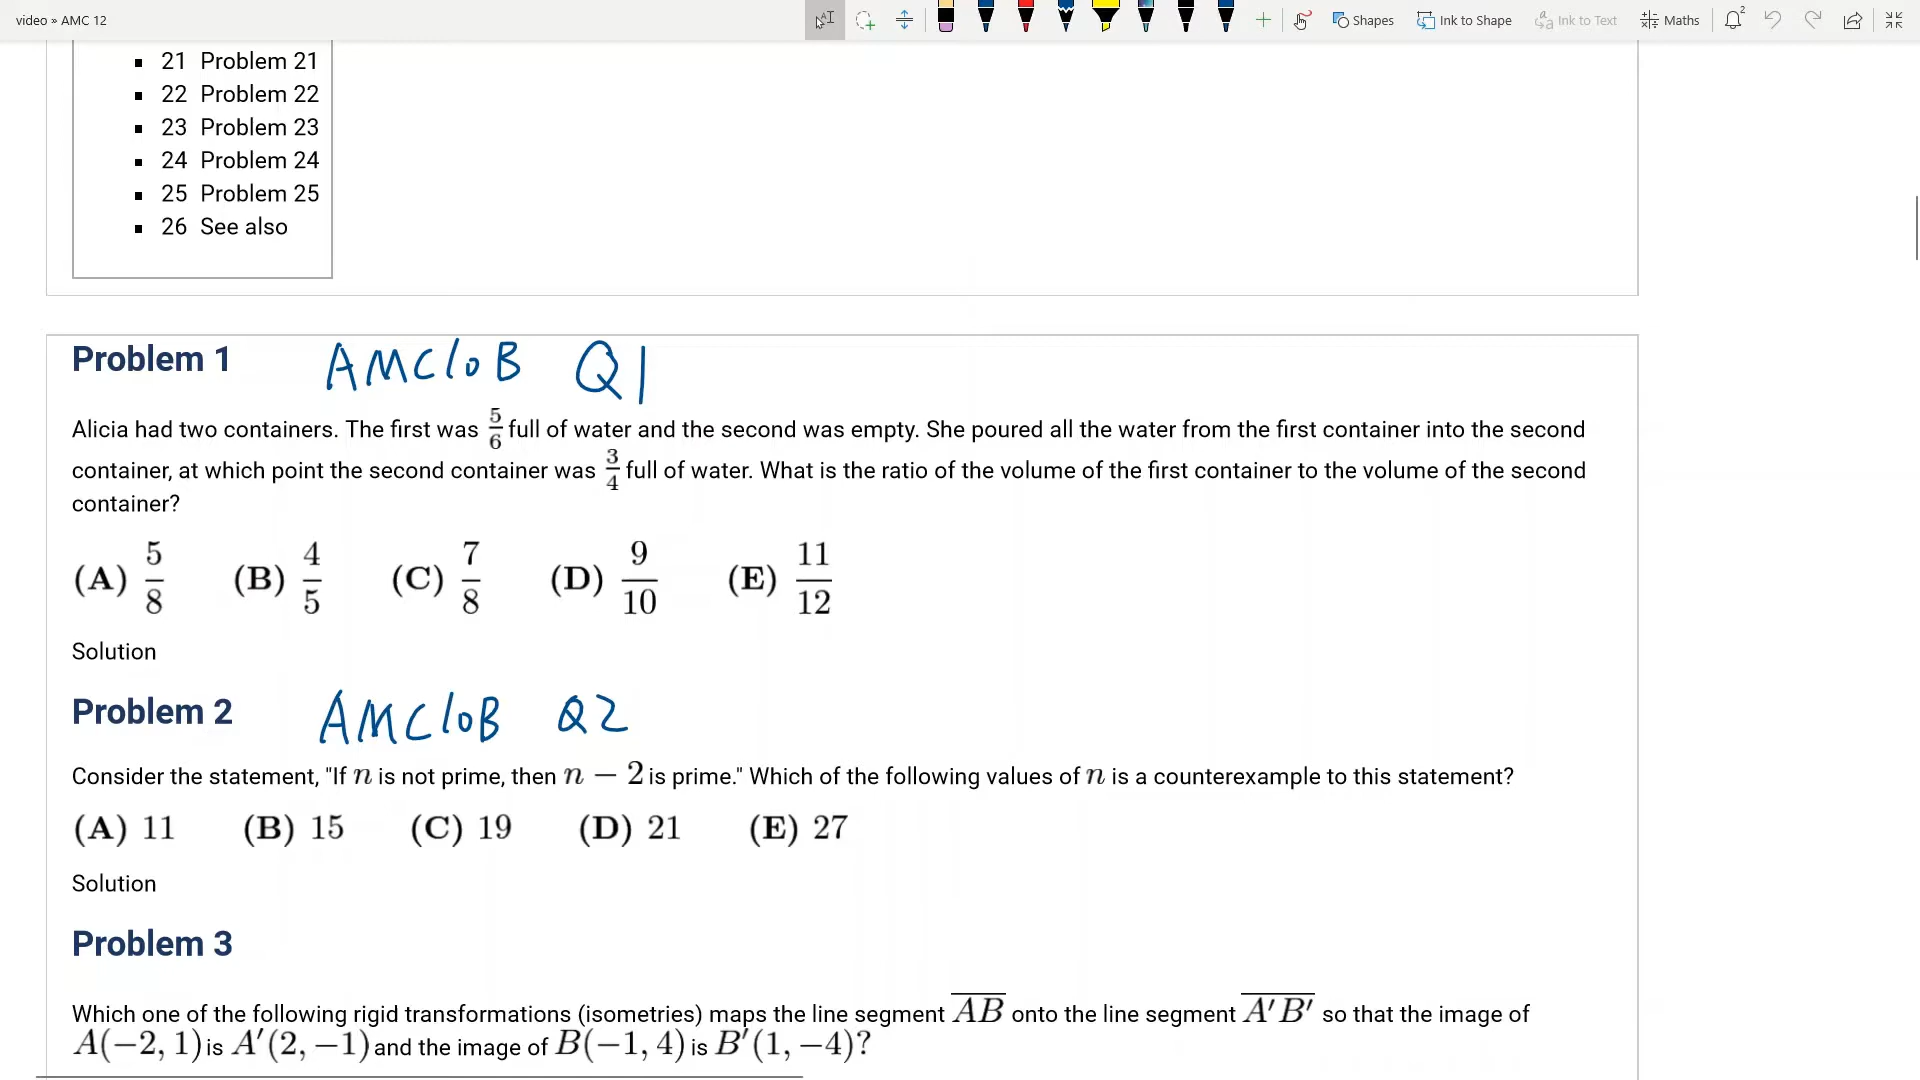 video » AMC 12
Shapes Ink to Shape Ink to Text Maths 2
21 Problem 21
22 Problem 22
23 Problem 23
24 Problem 24
25 Problem 25
26 See also
Problem 1 AMC10B Q1
Alicia had two containers. The first was 5/6 full of water and the second was empty. She poured all the water from the first container into the second
container, at which point the second container was 3/4 full of water. What is the ratio of the volume of the first container to the volume of the second
container?
(A) 5/8 (B) 4/5 (C) 7/8 (D) 9/10 (E) 11/12
Solution
Problem 2 AMC10B Q2
Consider the statement, "If n is not prime, then n − 2 is prime." Which of the following values of n is a counterexample to this statement?
(A) 11 (B) 15 (C) 19 (D) 21 (E) 27
Solution
Problem 3
Which one of the following rigid transformations (isometries) maps the line segment A̅B̅ onto the line segment A̅′B̅′ so that the image of
A(−2, 1) is A′(2, −1) and the image of B(−1, 4) is B′(1, −4)?